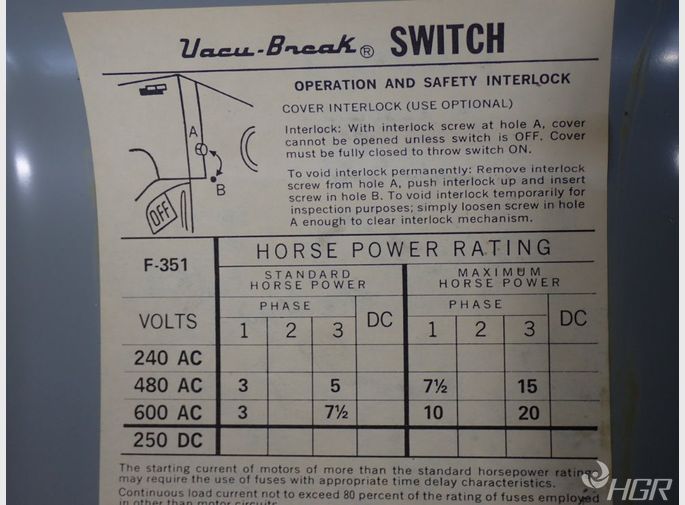 Vacu-Break® SWITCH
OPERATION AND SAFETY INTERLOCK
COVER INTERLOCK (USE OPTIONAL)
Interlock: With interlock screw at hole A, cover
cannot be opened unless switch is OFF. Cover
must be fully closed to throw switch ON.
To void interlock permanently: Remove interlock
screw from hole A, push interlock up and insert
screw in hole B. To void interlock temporarily for
inspection purposes; simply loosen screw in hole
A enough to clear interlock mechanism.
A
B
OFF
F-351
HORSE POWER RATING
STANDARD HORSE POWER
MAXIMUM HORSE POWER
VOLTS
PHASE
DC
PHASE
DC
1 2 3
1 2 3
240 AC
480 AC 3 5 7½ 15
600 AC 3 7½ 10 20
250 DC
The starting current of motors of more than the standard horsepower rating
may require the use of fuses with appropriate time delay characteristics.
Continuous load current not to exceed 80 percent of the rating of fuses employed
in other than motor circuits.
HGR